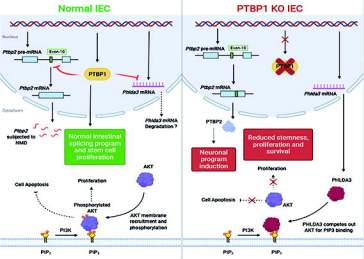 Normal IEC
Nucleus
Ptbp2 pre-mRNA
Exon-10
PTBP1
Ptbp2 mRNA
Phlda3 mRNA
Cytoplasm
Ptbp2
subjected to
NMD
Normal Intestinal
splicing program
and stem cell
proliferation
Phlda3 mRNA
Degradation ?
Proliferation
Cell Apoptosis
Phosphorylated
AKT
AKT
AKT membrane
recruitment and
phosphorylation
PI3K
PIP2
PIP3
PTBP1 KO IEC
Nucleus
Ptbp2 pre-mRNA
Exon-10
PTBP1
Phlda3 mRNA
Ptbp2 mRNA
Cytoplasm
PTBP2
Neuronal
program
induction
Reduced stemness,
proliferation and
survival
Proliferation
PHLDA3
Cell Apoptosis
AKT
PHLDA3 competes out
AKT for PIP3 binding
PI3K
PIP2
PIP3